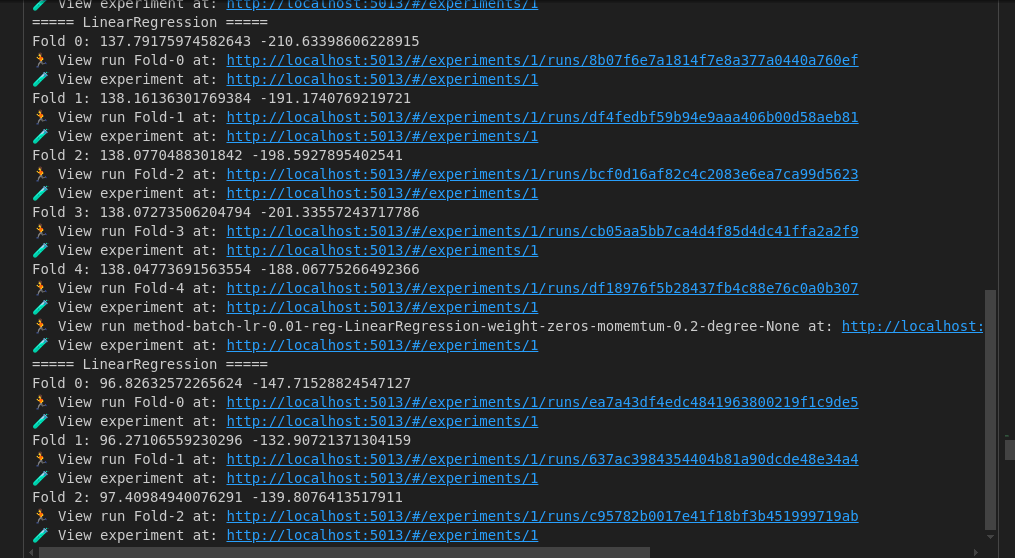 🧪 View experiment at: http://localhost:5013/#/experiments/1
===== LinearRegression =====
Fold 0: 137.79175974582643 -210.63398606228915
🏃 View run Fold-0 at: http://localhost:5013/#/experiments/1/runs/8b07f6e7a1814f7e8a377a0440a760ef
🧪 View experiment at: http://localhost:5013/#/experiments/1
Fold 1: 138.16136301769384 -191.1740769219721
🏃 View run Fold-1 at: http://localhost:5013/#/experiments/1/runs/df4fedbf59b94e9aaa406b00d58aeb81
🧪 View experiment at: http://localhost:5013/#/experiments/1
Fold 2: 138.0770488301842 -198.5927895402541
🏃 View run Fold-2 at: http://localhost:5013/#/experiments/1/runs/bcf0d16af82c4c2083e6ea7ca99d5623
🧪 View experiment at: http://localhost:5013/#/experiments/1
Fold 3: 138.07273506204794 -201.33557243717786
🏃 View run Fold-3 at: http://localhost:5013/#/experiments/1/runs/cb05aa5bb7ca4d4f85d4dc41ffa2a2f9
🧪 View experiment at: http://localhost:5013/#/experiments/1
Fold 4: 138.04773691563554 -188.06775266492366
🏃 View run Fold-4 at: http://localhost:5013/#/experiments/1/runs/df18976f5b28437fb4c88e76c0a0b307
🧪 View experiment at: http://localhost:5013/#/experiments/1
🏃 View run method-batch-lr-0.01-reg-LinearRegression-weight-zeros-momemtum-0.2-degree-None at: http://localhost:
🧪 View experiment at: http://localhost:5013/#/experiments/1
===== LinearRegression =====
Fold 0: 96.82632572265624 -147.71528824547127
🏃 View run Fold-0 at: http://localhost:5013/#/experiments/1/runs/ea7a43df4edc4841963800219f1c9de5
🧪 View experiment at: http://localhost:5013/#/experiments/1
Fold 1: 96.27106559230296 -132.90721371304159
🏃 View run Fold-1 at: http://localhost:5013/#/experiments/1/runs/637ac3984354404b81a90dcde48e34a4
🧪 View experiment at: http://localhost:5013/#/experiments/1
Fold 2: 97.40984940076291 -139.8076413517911
🏃 View run Fold-2 at: http://localhost:5013/#/experiments/1/runs/c95782b0017e41f18bf3b451999719ab
🧪 View experiment at: http://localhost:5013/#/experiments/1